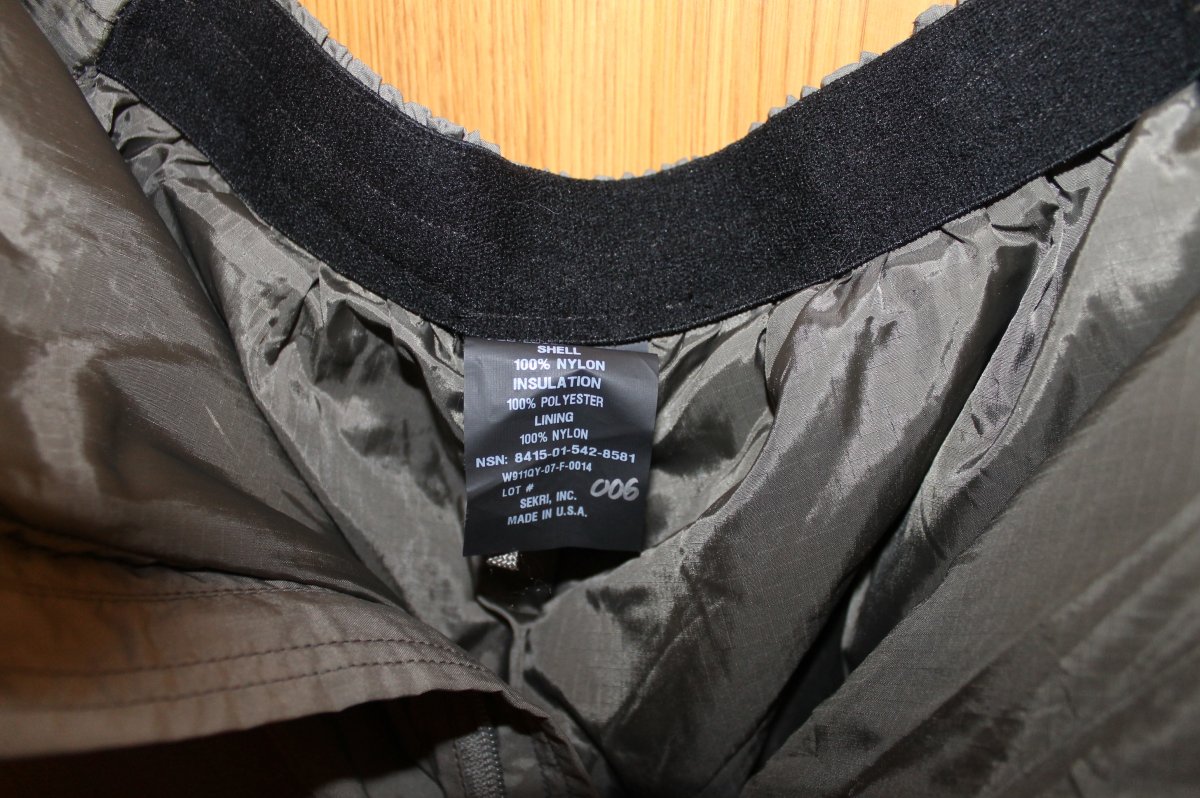 SHELL
100% NYLON
INSULATION
100% POLYESTER
LINING
100% NYLON
NSN: 8415-01-542-8581
W911QY-07-F-0014
LOT # 006
SEKRI, INC.
MADE IN U.S.A.